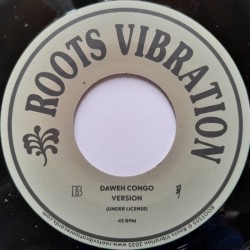 ROOTS VIBRATION
B
DAWEH CONGO
VERSION
(UNDER LICENSE)
45 RPM